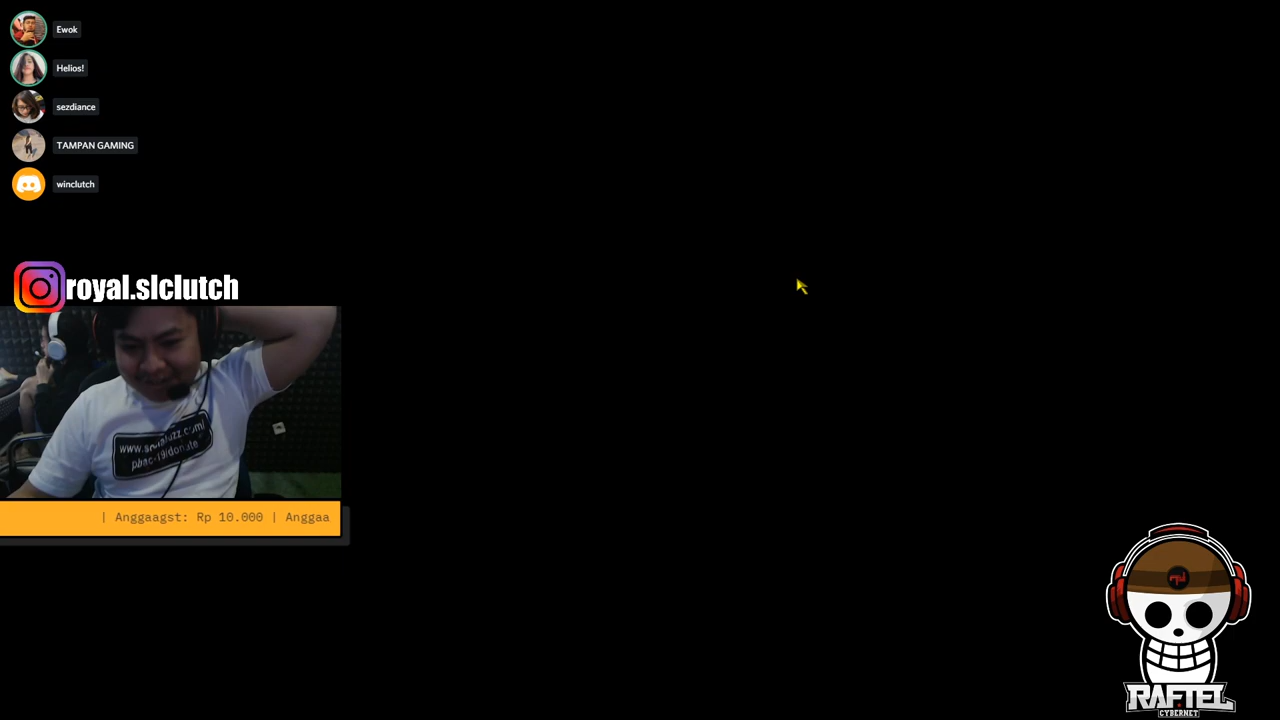 Ewok
Helios!
sezdiance
TAMPAN GAMING
winclutch
royal.slclutch
| Anggaagst: Rp 10.000 | Anggaa
RAFTEL
CYBERNET